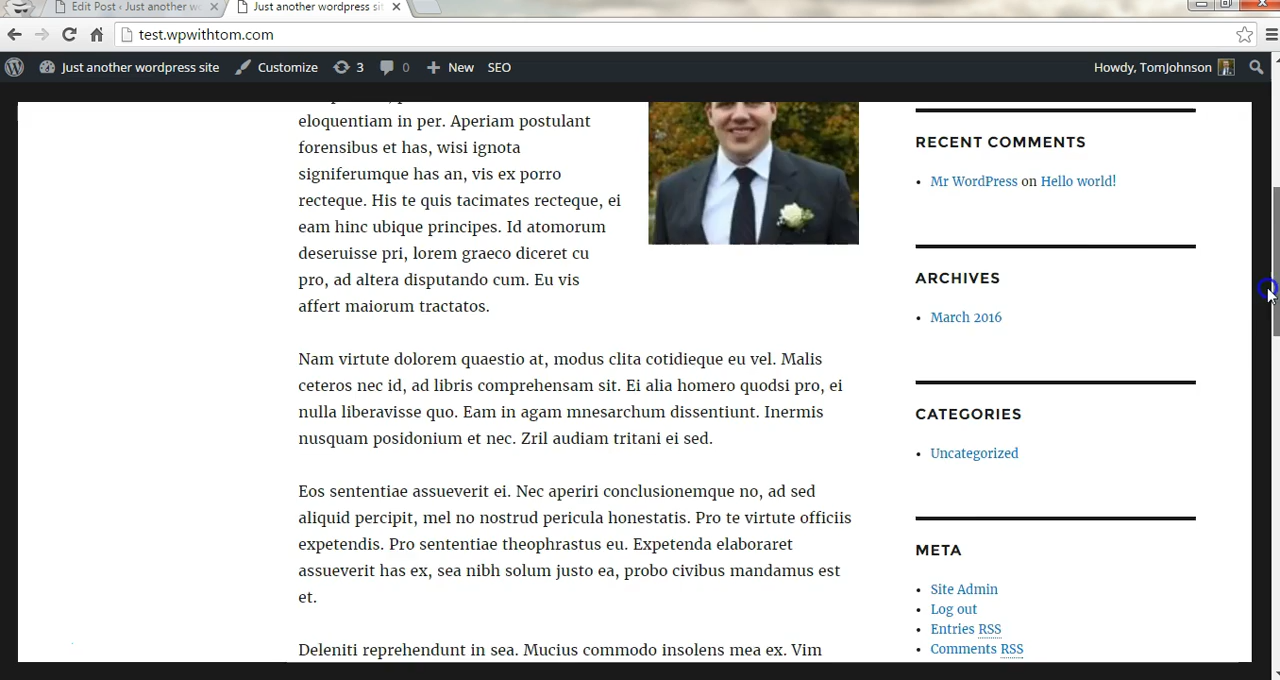 Edit Post ‹ Just another wo
Just another wordpress sit
test.wpwithtom.com
Just another wordpress site
Customize
3
0
New
SEO
Howdy, TomJohnson
eloquentiam in per. Aperiam postulant
forensibus et has, wisi ignota
signiferumque has an, vis ex porro
recteque. His te quis tacimates recteque, ei
eam hinc ubique principes. Id atomorum
deseruisse pri, lorem graeco diceret cu
pro, ad altera disputando cum. Eu vis
affert maiorum tractatos.
Nam virtute dolorem quaestio at, modus clita cotidieque eu vel. Malis
ceteros nec id, ad libris comprehensam sit. Ei alia homero quodsi pro, ei
nulla liberavisse quo. Eam in agam mnesarchum dissentiunt. Inermis
nusquam posidonium et nec. Zril audiam tritani ei sed.
Eos sententiae assueverit ei. Nec aperiri conclusionemque no, ad sed
aliquid percipit, mel no nostrud pericula honestatis. Pro te virtute officiis
expetendis. Pro sententiae theophrastus eu. Expetenda elaboraret
assueverit has ex, sea nibh solum justo ea, probo civibus mandamus est
et.
Deleniti reprehendunt in sea. Mucius commodo insolens mea ex. Vim
RECENT COMMENTS
Mr WordPress on Hello world!
ARCHIVES
March 2016
CATEGORIES
Uncategorized
META
Site Admin
Log out
Entries RSS
Comments RSS